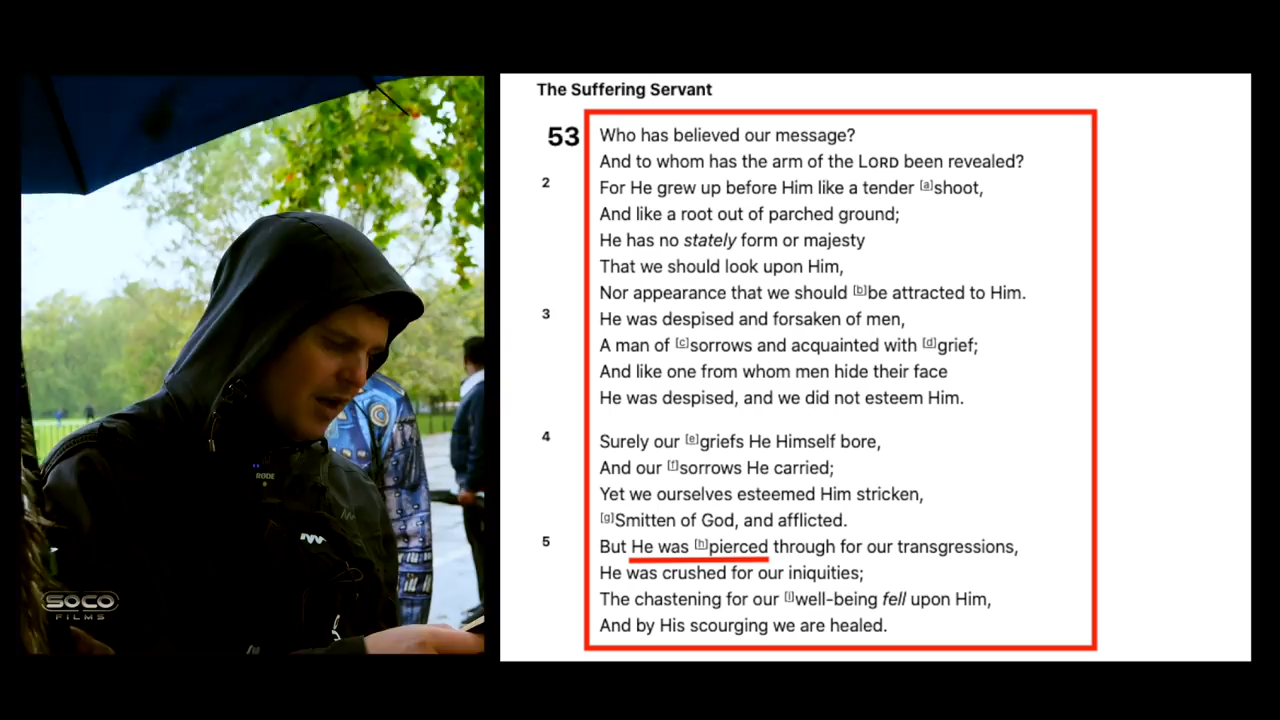 The Suffering Servant
53 Who has believed our message?
And to whom has the arm of the LORD been revealed?
2 For He grew up before Him like a tender [a]shoot,
And like a root out of parched ground;
He has no stately form or majesty
That we should look upon Him,
Nor appearance that we should [b]be attracted to Him.
3 He was despised and forsaken of men,
A man of [c]sorrows and acquainted with [d]grief;
And like one from whom men hide their face
He was despised, and we did not esteem Him.
4 Surely our [e]griefs He Himself bore,
And our [f]sorrows He carried;
Yet we ourselves esteemed Him stricken,
[g]Smitten of God, and afflicted.
5 But He was [h]pierced through for our transgressions,
He was crushed for our iniquities;
The chastening for our [i]well-being fell upon Him,
And by His scourging we are healed.
RODE
SOCO
FILMS